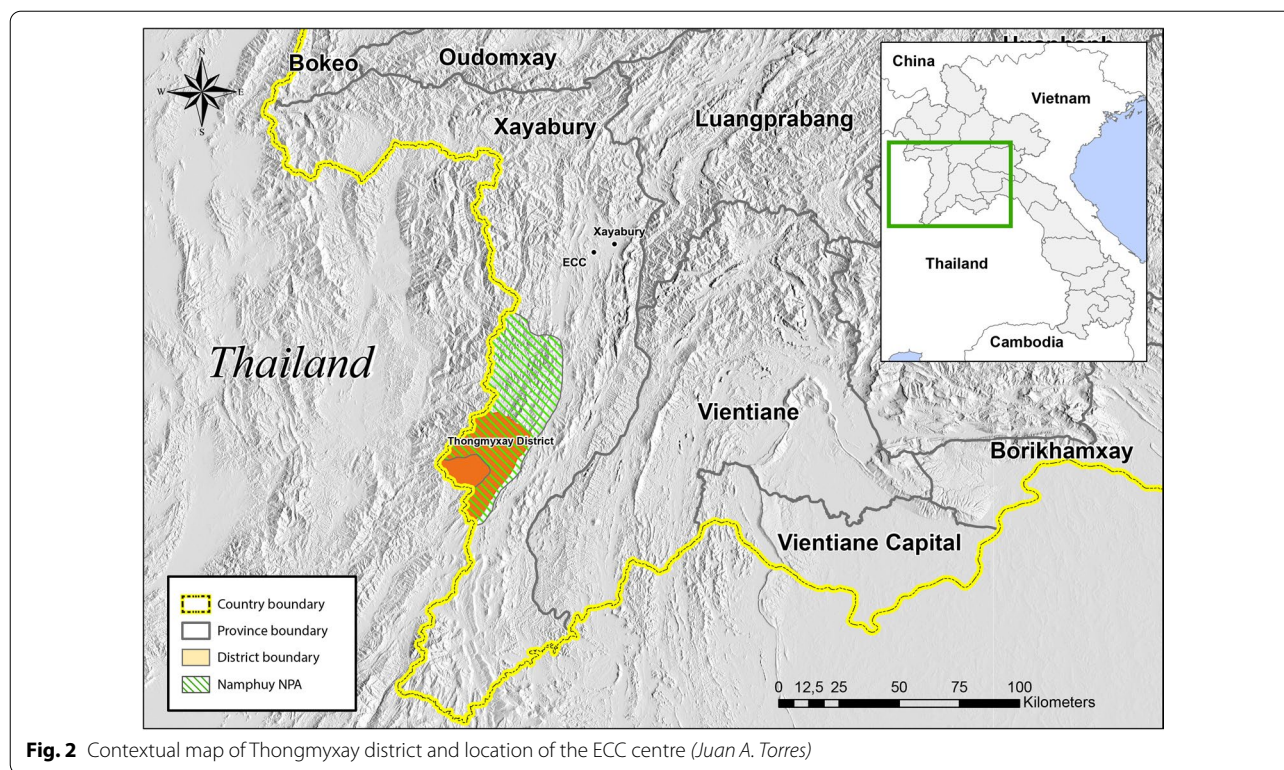 Bokeo
Oudomxay
China
Vietnam
N
W E
S
Xayabury
Luangprabang
Xayabury
ECC
Thailand
Cambodia
Thailand
Thongmyxay District
Vientiane
Borikhamxay
Vientiane Capital
Country boundary
Province boundary
District boundary
Namphuy NPA
0 12,5 25 50 75 100
Kilometers
Fig. 2 Contextual map of Thongmyxay district and location of the ECC centre (Juan A. Torres)